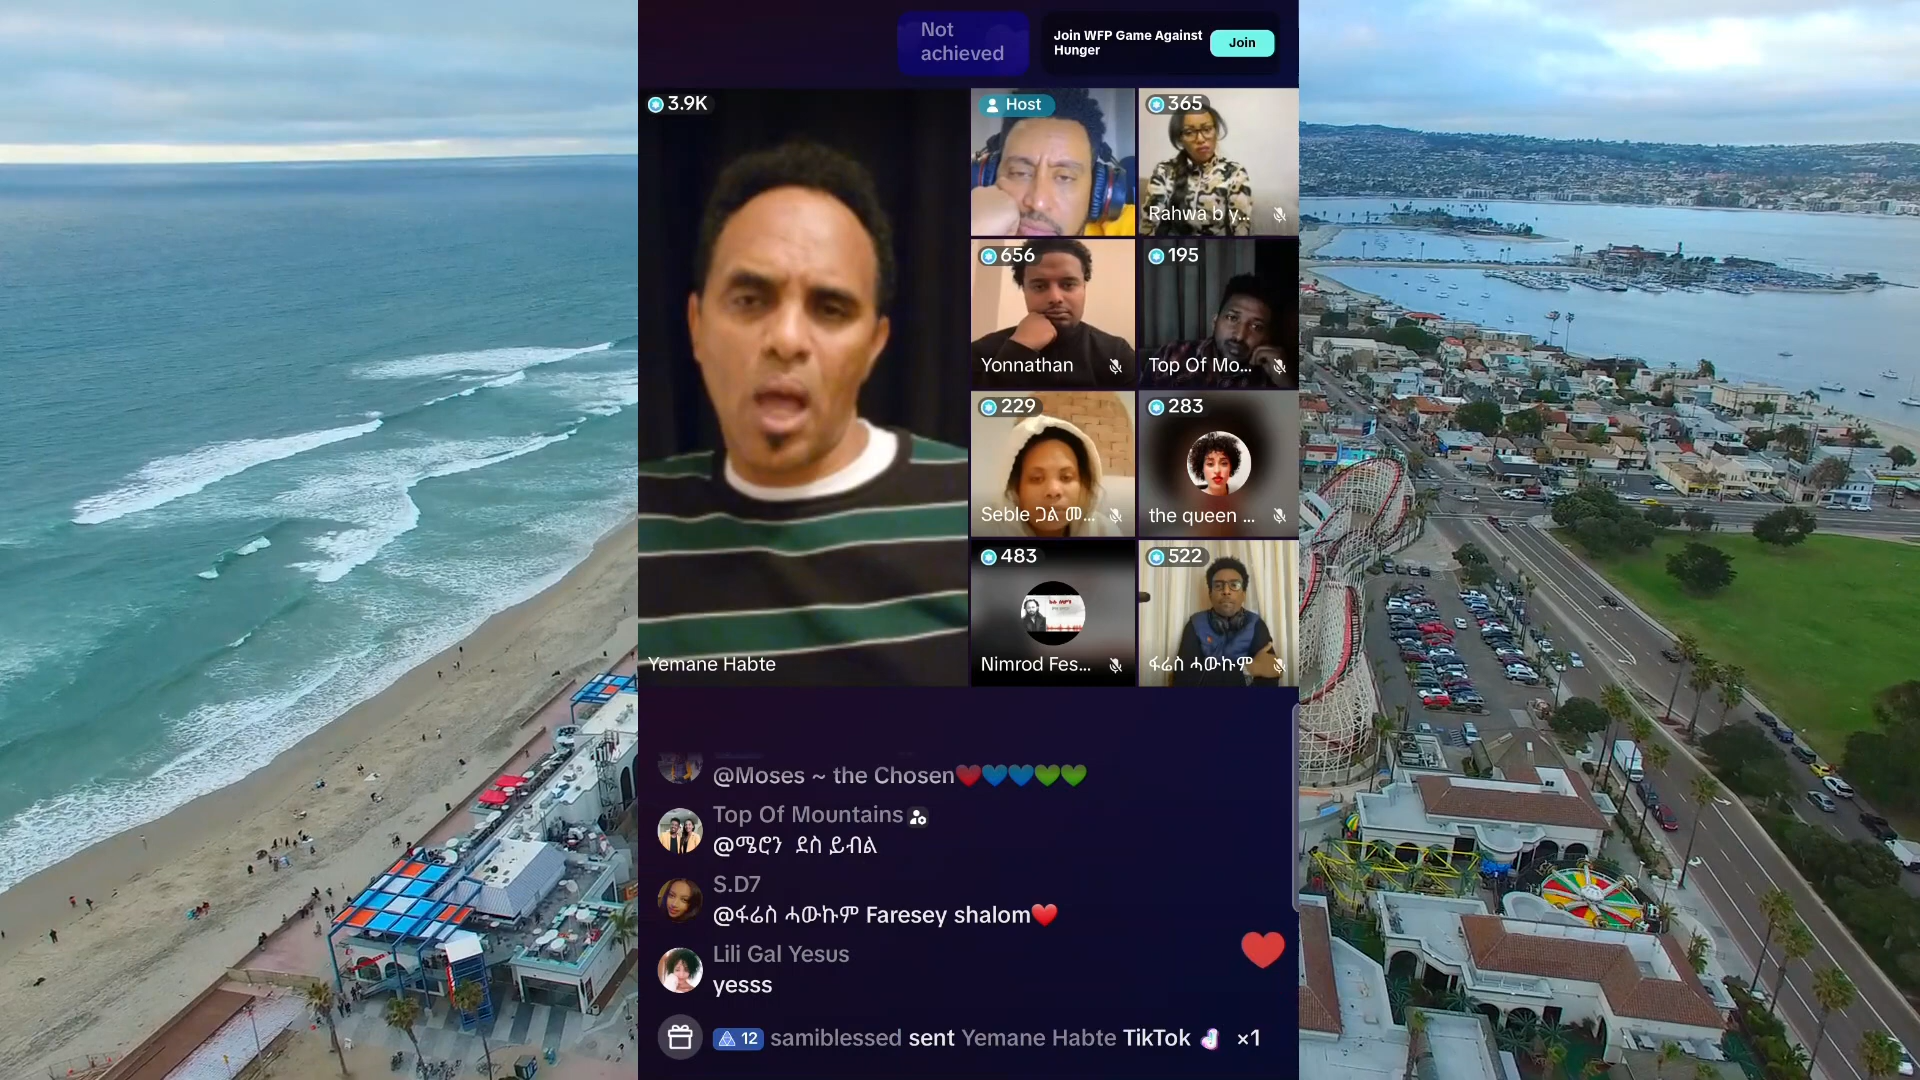 Not
achieved
Join WFP Game Against
Hunger
Join
3.9K
Host
365
Rahwa b y...
656
195
Yonnathan
Top Of Mo...
229
283
Seble ጋል መ...
the queen ...
483
522
Yemane Habte
Nimrod Fes...
ፋሬስ ሓውኩም
@Moses ~ the Chosen❤️💙💙💚💚
Top Of Mountains
@ሜሮን ደስ ይብል
S.D7
@ፋሬስ ሓውኩም Faresey shalom❤️
Lili Gal Yesus
yesss
12 samiblessed sent Yemane Habte TikTok ×1